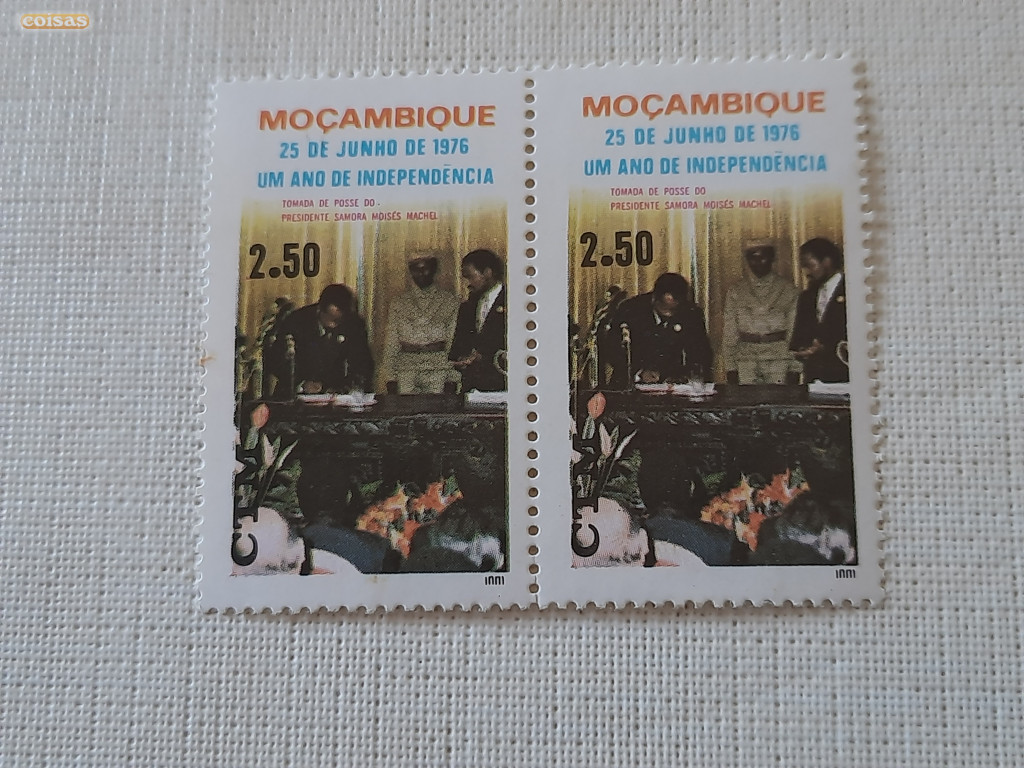 coisas
MOÇAMBIQUE
25 DE JUNHO DE 1976
UM ANO DE INDEPENDÊNCIA
TOMADA DE POSSE DO
PRESIDENTE SAMORA MOISÉS MACHEL
2.50
CTM
INM
MOÇAMBIQUE
25 DE JUNHO DE 1976
UM ANO DE INDEPENDÊNCIA
TOMADA DE POSSE DO
PRESIDENTE SAMORA MOISÉS MACHEL
2.50
CTM
INM